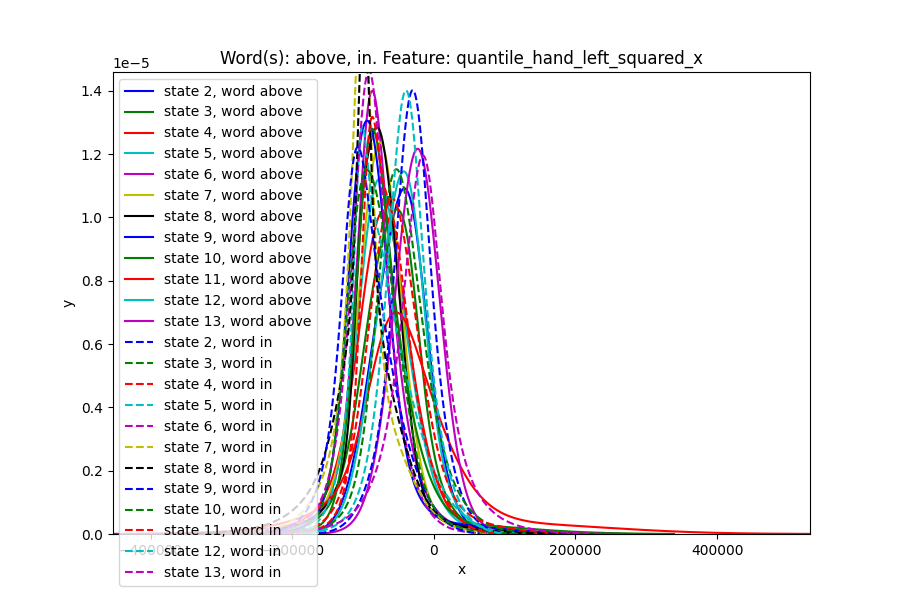 Word(s): above, in. Feature: quantile_hand_left_squared_x
1e−5
1.4
1.2
1.0
0.8
0.6
0.4
0.2
0.0
y
state 2, word above
state 3, word above
state 4, word above
state 5, word above
state 6, word above
state 7, word above
state 8, word above
state 9, word above
state 10, word above
state 11, word above
state 12, word above
state 13, word above
state 2, word in
state 3, word in
state 4, word in
state 5, word in
state 6, word in
state 7, word in
state 8, word in
state 9, word in
state 10, word in
state 11, word in
state 12, word in
state 13, word in
−400000 −200000 0 200000 400000
x